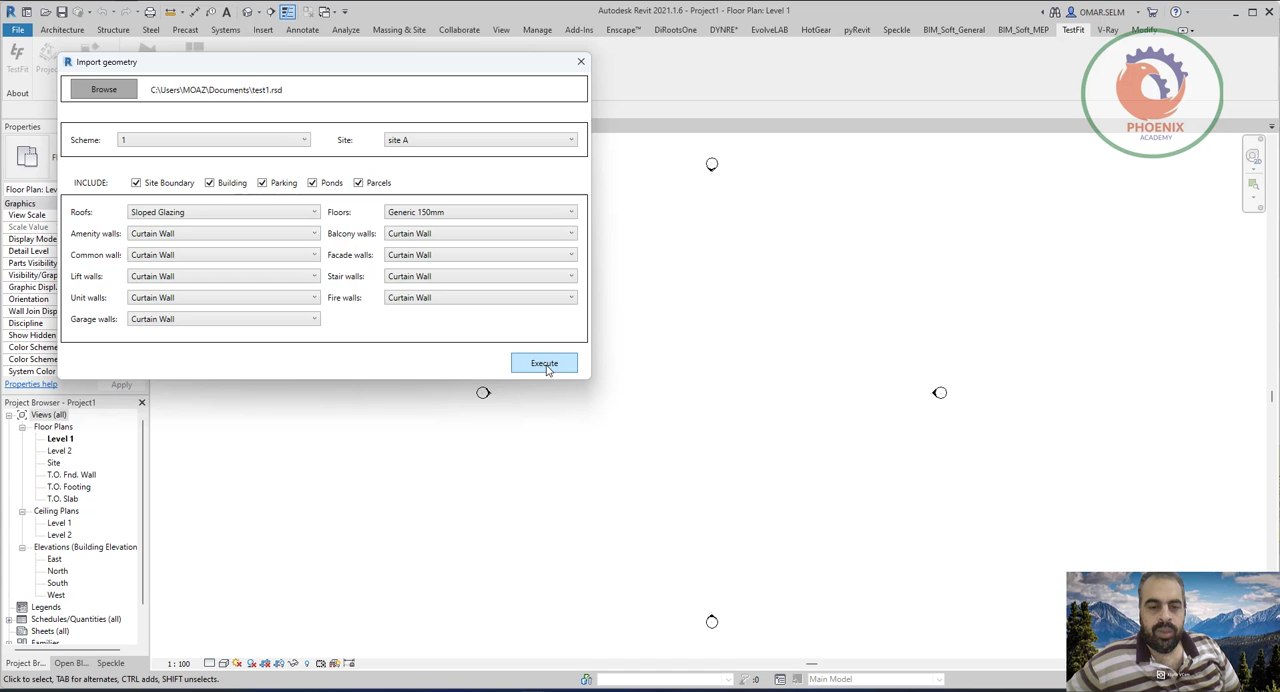 Autodesk Revit 2021.1.6 - Project1 - Floor Plan: Level 1
OMAR.SELM
File Architecture Structure Steel Precast Systems Insert Annotate Analyze Massing & Site Collaborate View Manage Add-Ins Enscape™ DiRootsOne DYNRE® EvolveLAB HotGear pyRevit Speckle BIM_Soft_General BIM_Soft_MEP TestFit V-Ray Modify
TestFit
About
Import geometry
Browse C:\Users\MOAZ\Documents\test1.rsd
Scheme: 1 Site: site A
INCLUDE: Site Boundary Building Parking Ponds Parcels
Roofs: Sloped Glazing Floors: Generic 150mm
Amenity walls: Curtain Wall Balcony walls: Curtain Wall
Common wall: Curtain Wall Facade walls: Curtain Wall
Lift walls: Curtain Wall Stair walls: Curtain Wall
Unit walls: Curtain Wall Fire walls: Curtain Wall
Garage walls: Curtain Wall
Execute
PHOENIX
ACADEMY
Properties
Floor Plan: Lev
Graphics
View Scale
Scale Value
Display Mode
Detail Level
Parts Visibility
Visibility/Grap
Graphic Displ
Orientation
Wall Join Disp
Discipline
Show Hidden
Color Scheme
Color Scheme
System Color
Properties help Apply
Project Browser - Project1
Views (all)
Floor Plans
Level 1
Level 2
Site
T.O. Fnd. Wall
T.O. Footing
T.O. Slab
Ceiling Plans
Level 1
Level 2
Elevations (Building Elevation
East
North
South
West
Legends
Schedules/Quantities (all)
Sheets (all)
Families
Project Br... Open Bl... Speckle
1 : 100
Click to select, TAB for alternates, CTRL adds, SHIFT unselects.
:0 Main Model